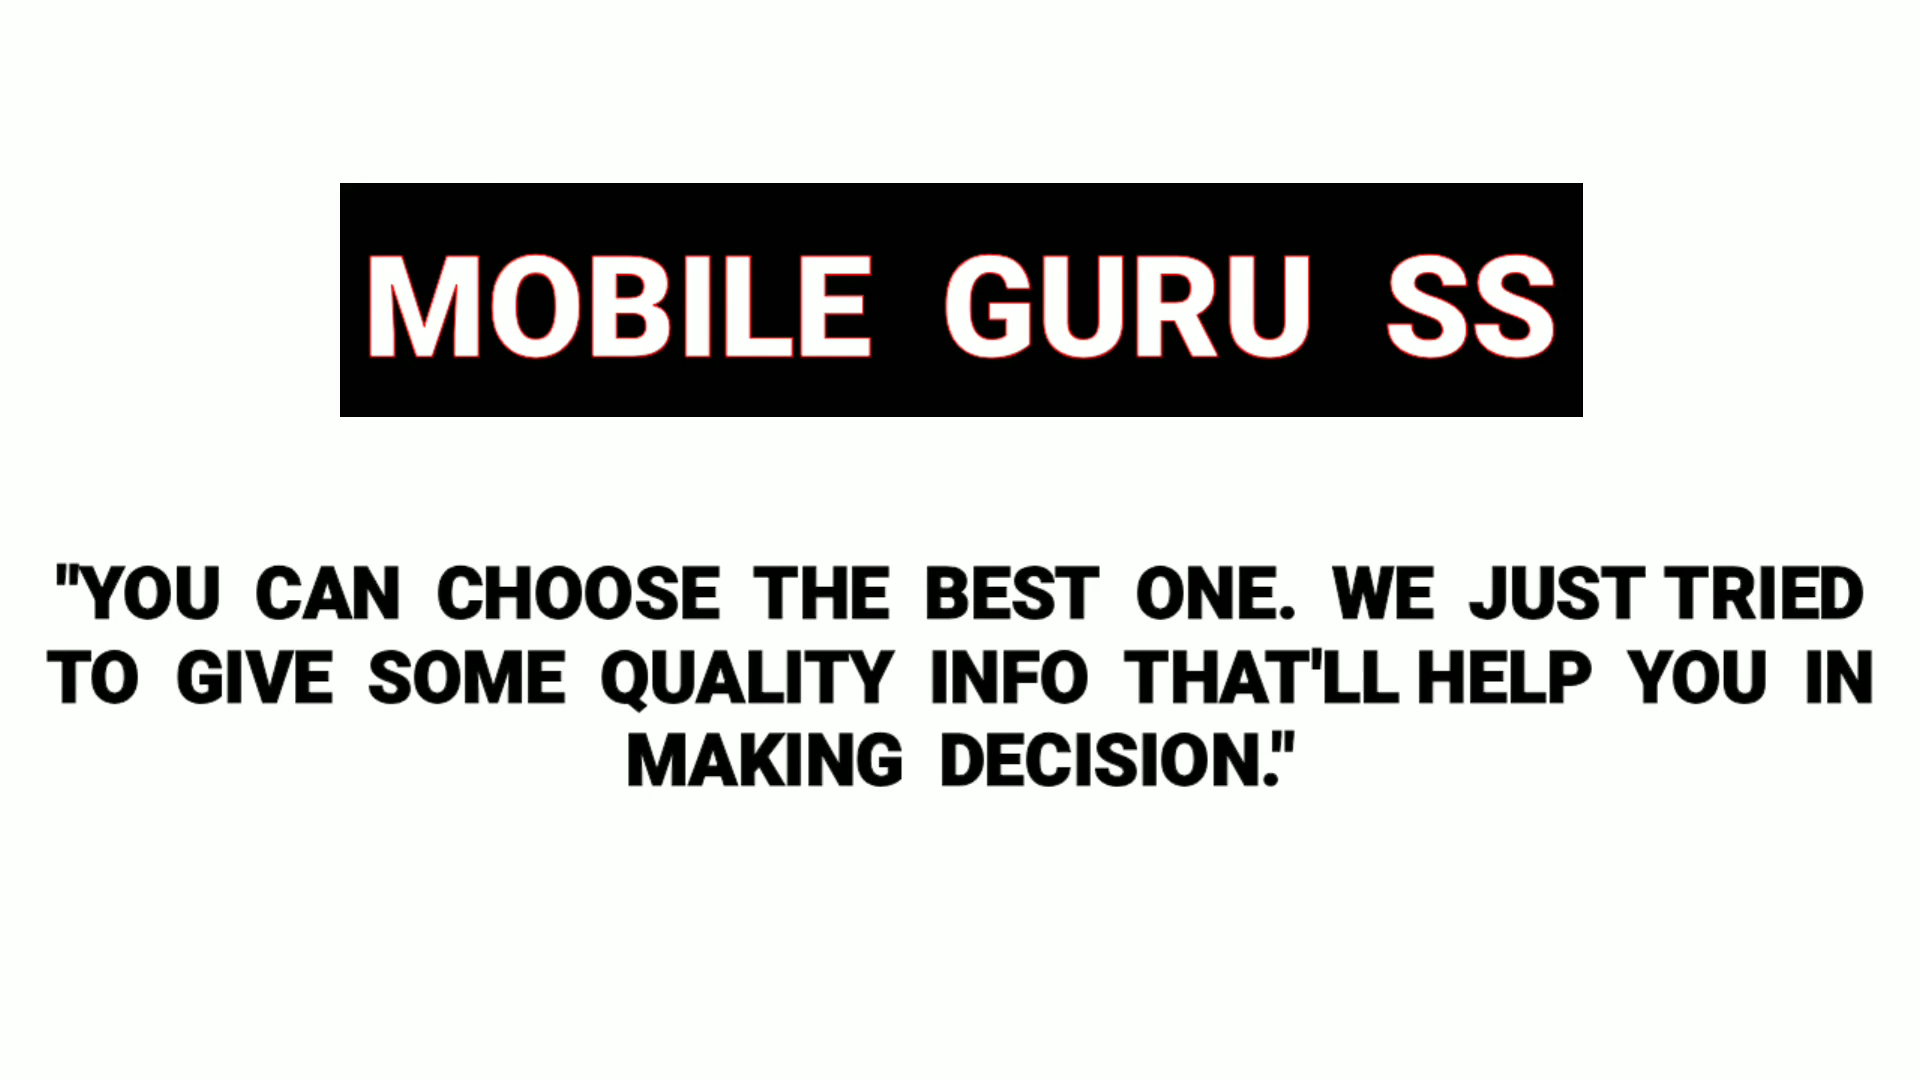 MOBILE GURU SS
"YOU CAN CHOOSE THE BEST ONE. WE JUST TRIED
TO GIVE SOME QUALITY INFO THAT'LL HELP YOU IN
MAKING DECISION."